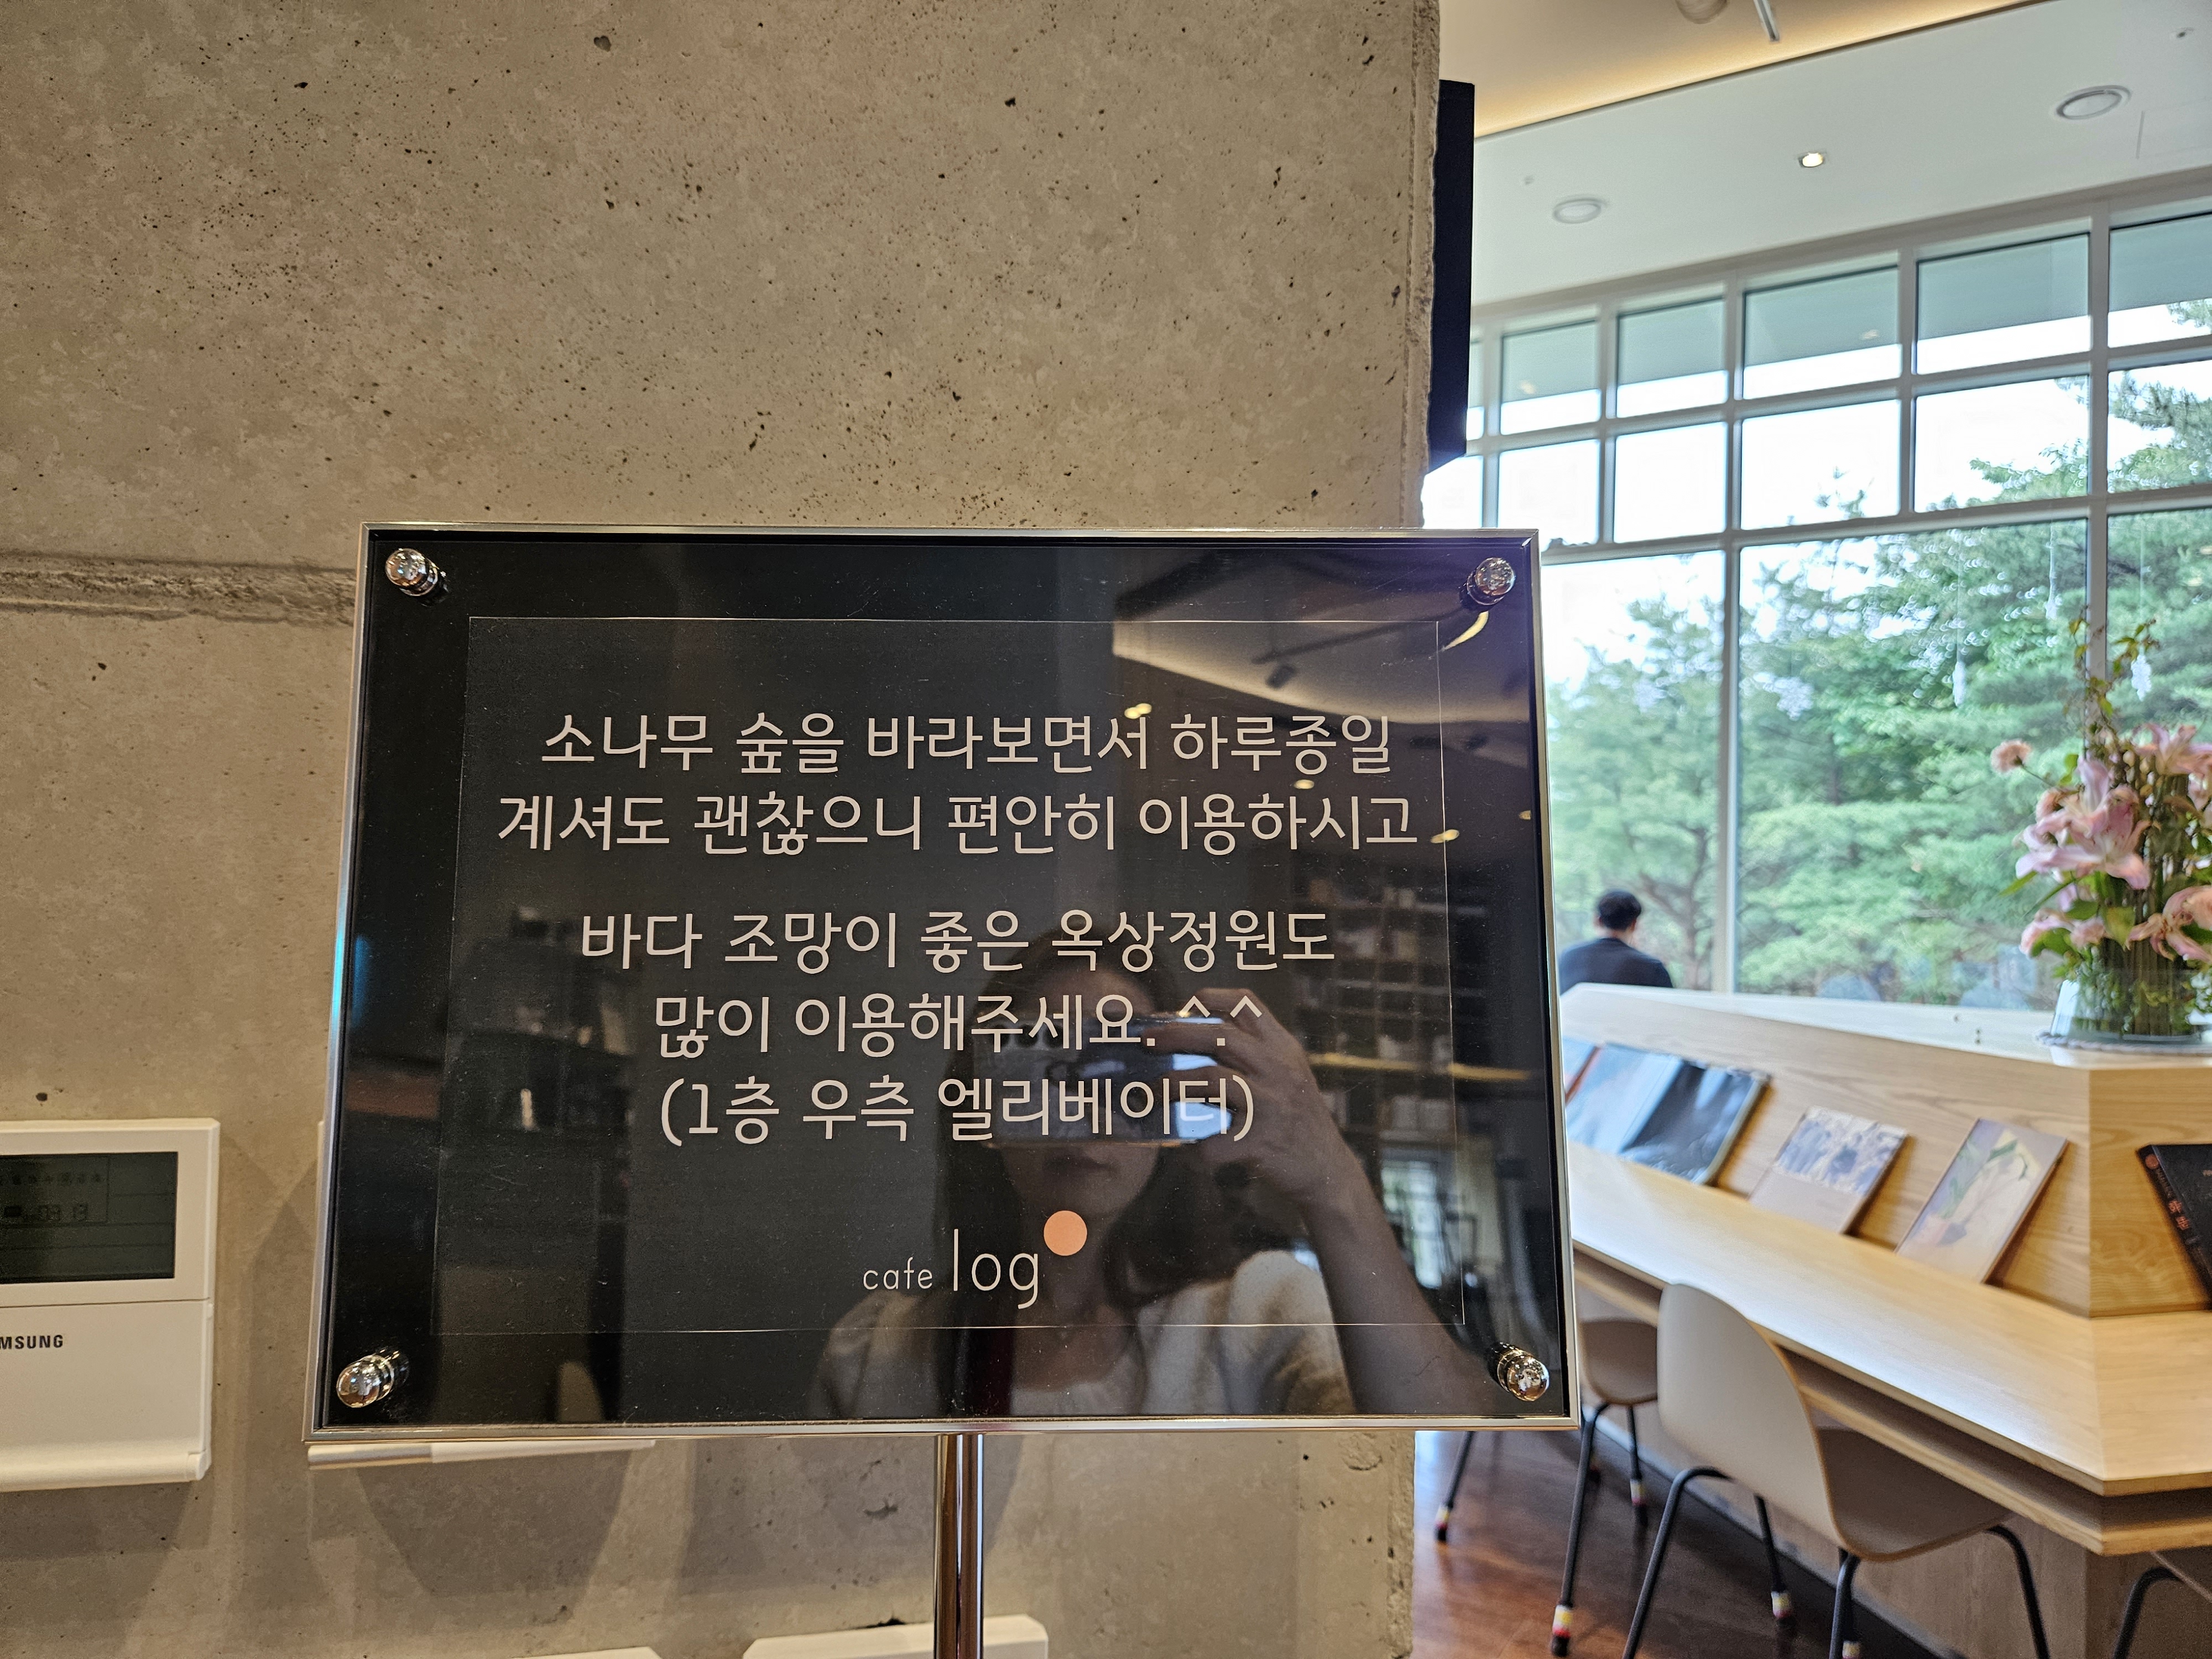 소나무 숲을 바라보면서 하루종일
계셔도 괜찮으니 편안히 이용하시고
바다 조망이 좋은 옥상정원도
많이 이용해주세요. ^.^
(1층 우측 엘리베이터)
cafe log
MSUNG